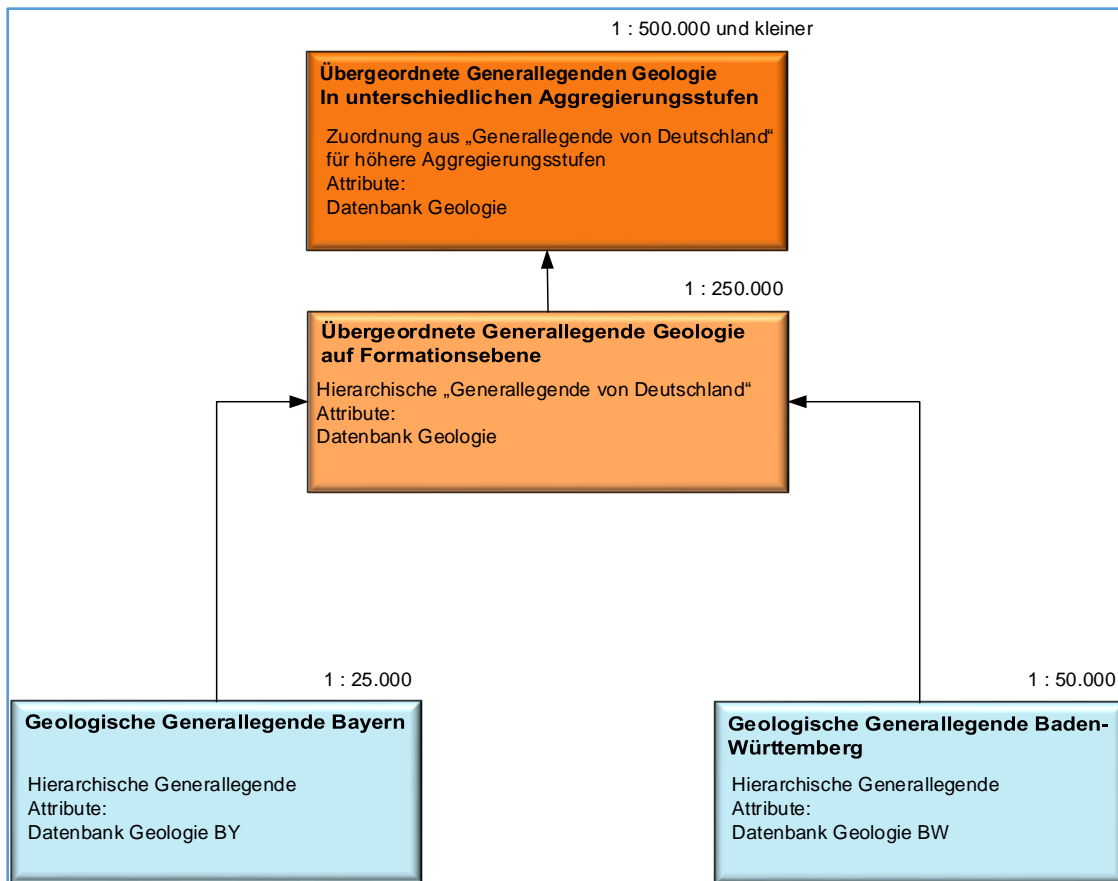 1 : 500.000 und kleiner
Übergeordnete Generallegenden Geologie
In unterschiedlichen Aggregierungsstufen
Zuordnung aus „Generallegende von Deutschland“
für höhere Aggregierungsstufen
Attribute:
Datenbank Geologie
1 : 250.000
Übergeordnete Generallegende Geologie
auf Formationsebene
Hierarchische „Generallegende von Deutschland“
Attribute:
Datenbank Geologie
1 : 25.000
Geologische Generallegende Bayern
Hierarchische Generallegende
Attribute:
Datenbank Geologie BY
1 : 50.000
Geologische Generallegende Baden-
Württemberg
Hierarchische Generallegende
Attribute:
Datenbank Geologie BW